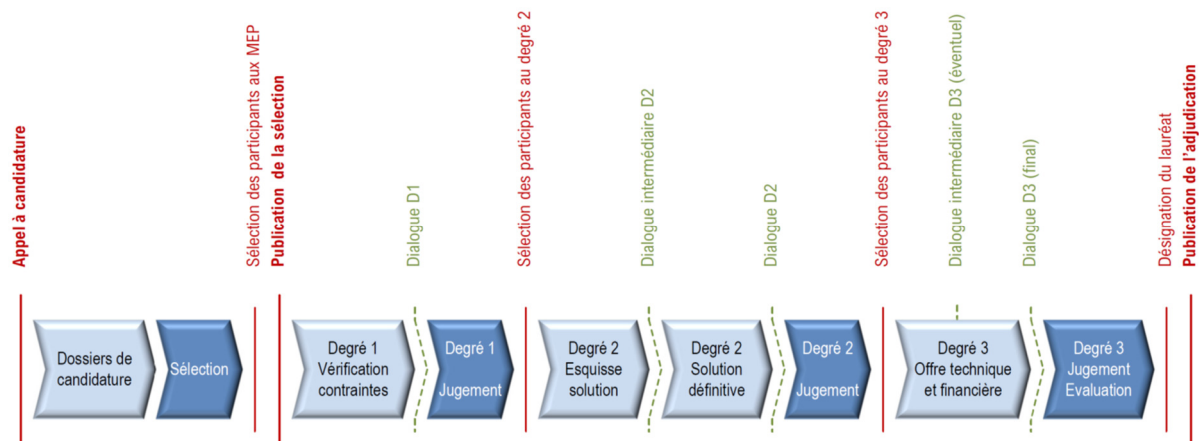 Appel à candidature
Sélection des participants aux MEP
Publication de la sélection
Dialogue D1
Sélection des participants au degré 2
Dialogue intermédiaire D2
Dialogue D2
Sélection des participants au degré 3
Dialogue intermédiaire D3 (éventuel)
Dialogue D3 (final)
Désignation du lauréat
Publication de l'adjudication
Dossiers de
candidature
Sélection
Degré 1
Vérification
contraintes
Degré 1
Jugement
Degré 2
Esquisse
solution
Degré 2
Solution
définitive
Degré 2
Jugement
Degré 3
Offre technique
et financière
Degré 3
Jugement
Evaluation